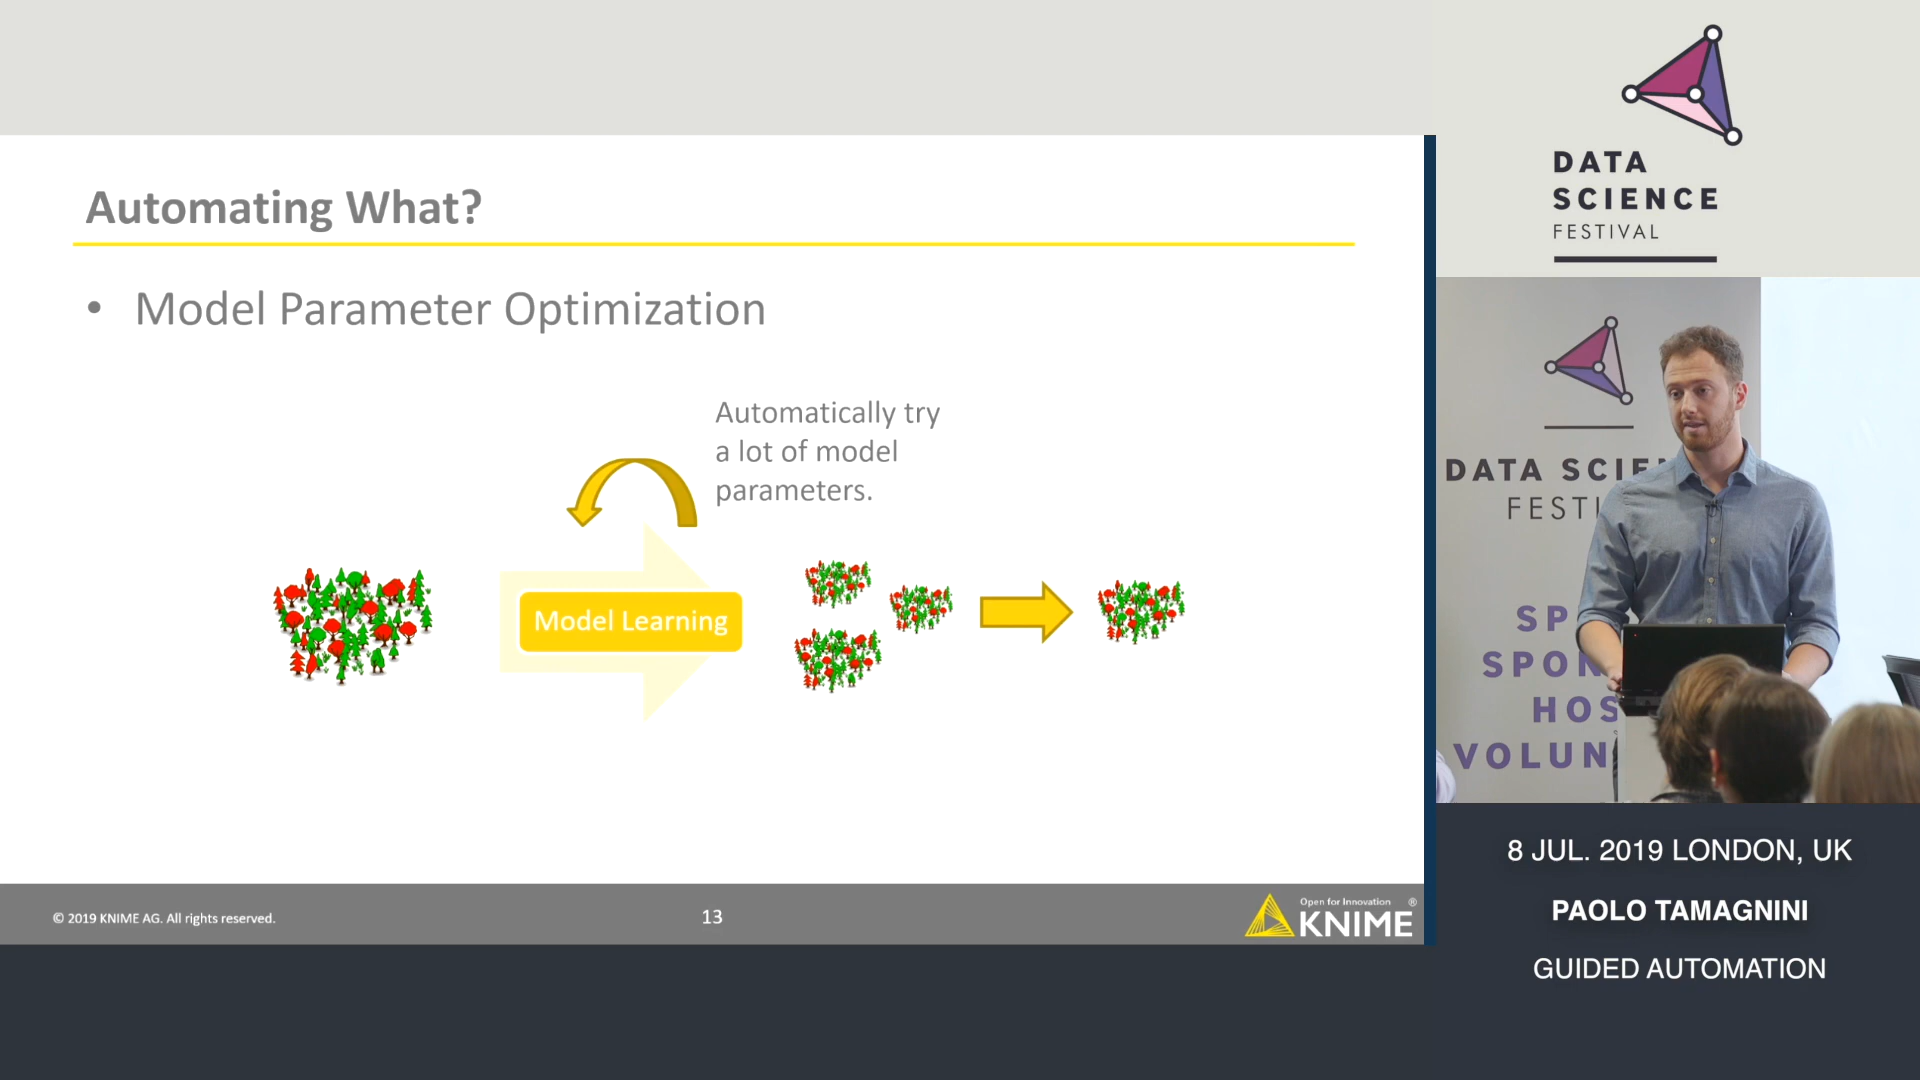 Automating What?
• Model Parameter Optimization
Automatically try
a lot of model
parameters.
Model Learning
© 2019 KNIME AG. All rights reserved.
13
Open for Innovation ®
KNIME
DATA
SCIENCE
FESTIVAL
DATA SCIE
FESTI
SP
SPON
HOS
VOLUN
8 JUL. 2019 LONDON, UK
PAOLO TAMAGNINI
GUIDED AUTOMATION